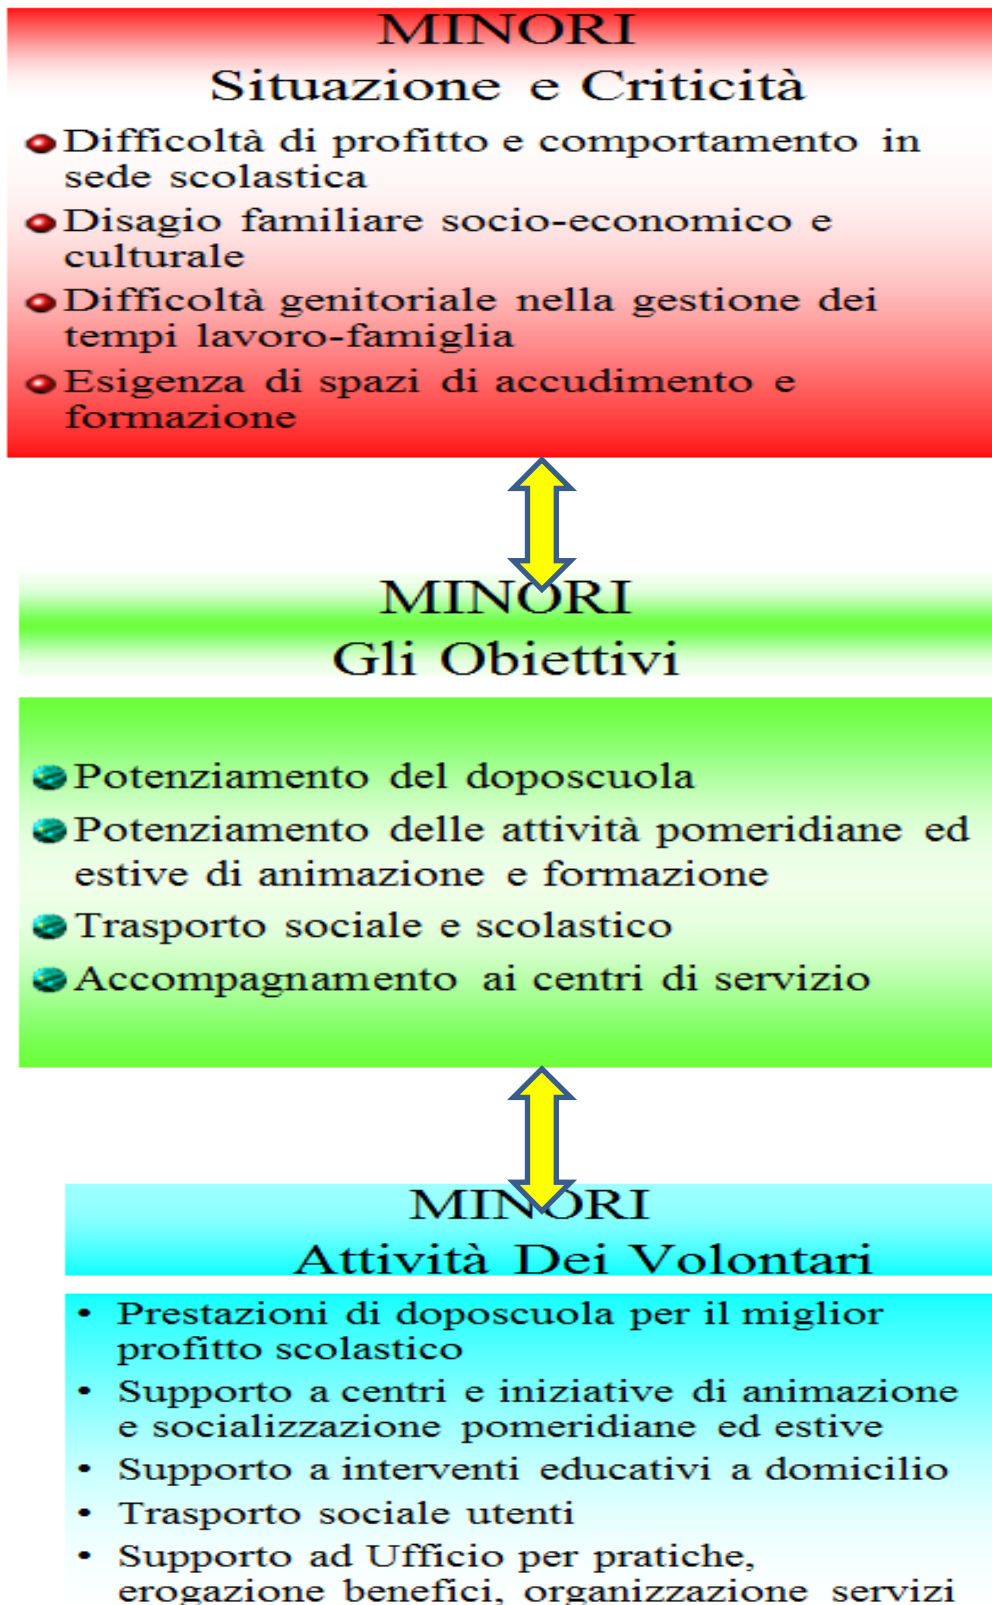 MINORI
Situazione e Criticità
Difficoltà di profitto e comportamento in
sede scolastica
Disagio familiare socio-economico e
culturale
Difficoltà genitoriale nella gestione dei
tempi lavoro-famiglia
Esigenza di spazi di accudimento e
formazione
MINORI
Gli Obiettivi
Potenziamento del doposcuola
Potenziamento delle attività pomeridiane ed
estive di animazione e formazione
Trasporto sociale e scolastico
Accompagnamento ai centri di servizio
MINORI
Attività Dei Volontari
• Prestazioni di doposcuola per il miglior
profitto scolastico
• Supporto a centri e iniziative di animazione
e socializzazione pomeridiane ed estive
• Supporto a interventi educativi a domicilio
• Trasporto sociale utenti
• Supporto ad Ufficio per pratiche,
erogazione benefici, organizzazione servizi